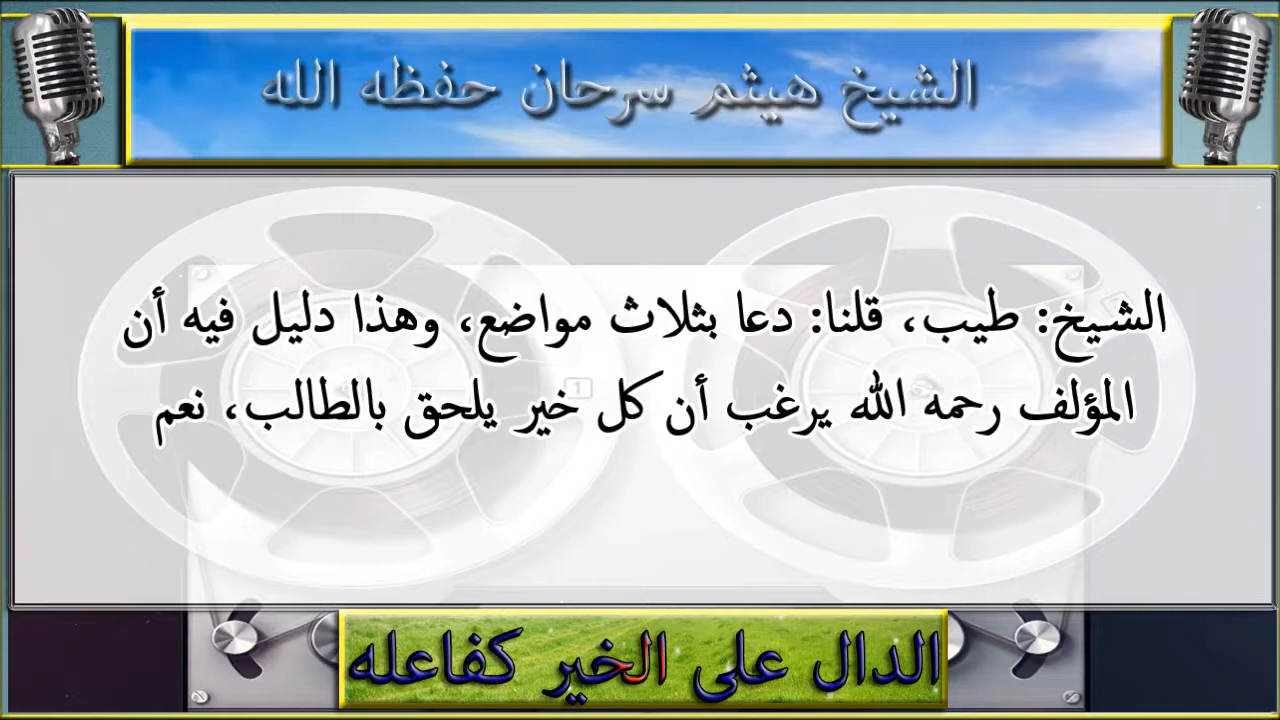 الشيخ هيثم سرحان حفظه الله
الشيخ: طيب، قلنا: دعا بثلاث مواضع، وهذا دليل فيه أن
المؤلف رحمه الله يرغب أن كل خير يلحق بالطالب، نعم
الدال على الخير كفاعله